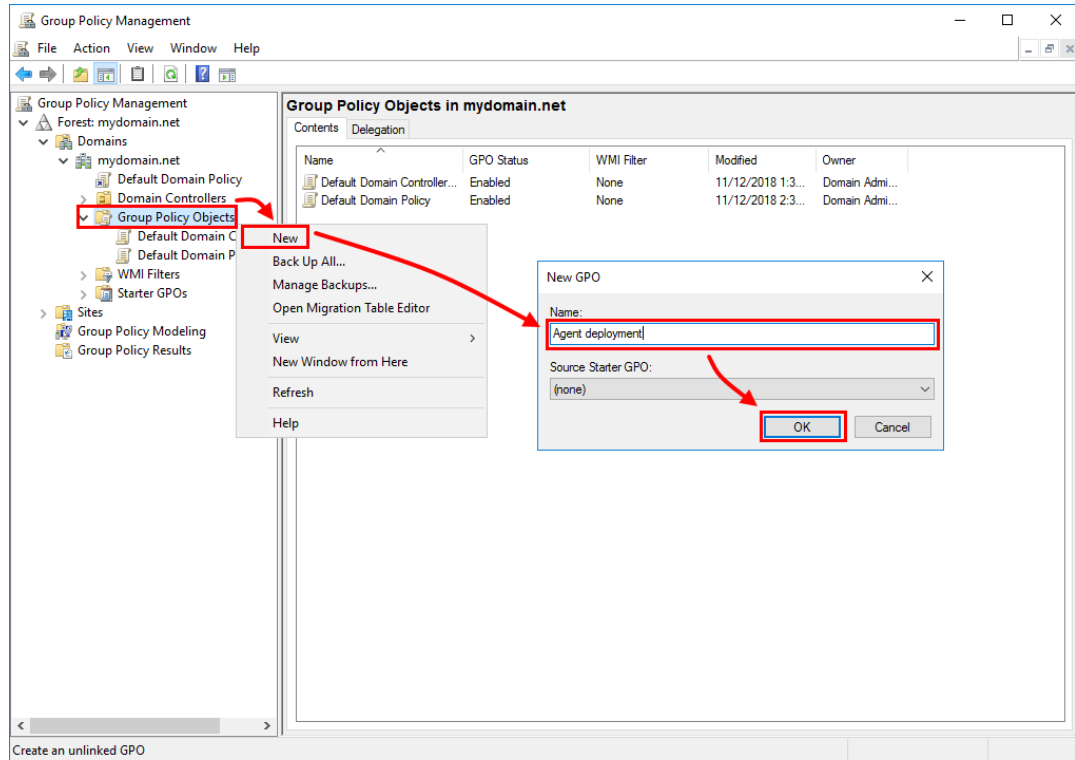 Group Policy Management
File Action View Window Help
Group Policy Management
Forest: mydomain.net
Domains
mydomain.net
Default Domain Policy
Domain Controllers
Group Policy Objects
Default Domain C
Default Domain P
WMI Filters
Starter GPOs
Sites
Group Policy Modeling
Group Policy Results
Group Policy Objects in mydomain.net
Contents Delegation
Name GPO Status WMI Filter Modified Owner
Default Domain Controller... Enabled None 11/12/2018 1:3... Domain Admi...
Default Domain Policy Enabled None 11/12/2018 2:3... Domain Admi...
New
Back Up All...
Manage Backups...
Open Migration Table Editor
View
New Window from Here
Refresh
Help
New GPO
Name:
Agent deployment
Source Starter GPO:
(none)
OK Cancel
Create an unlinked GPO